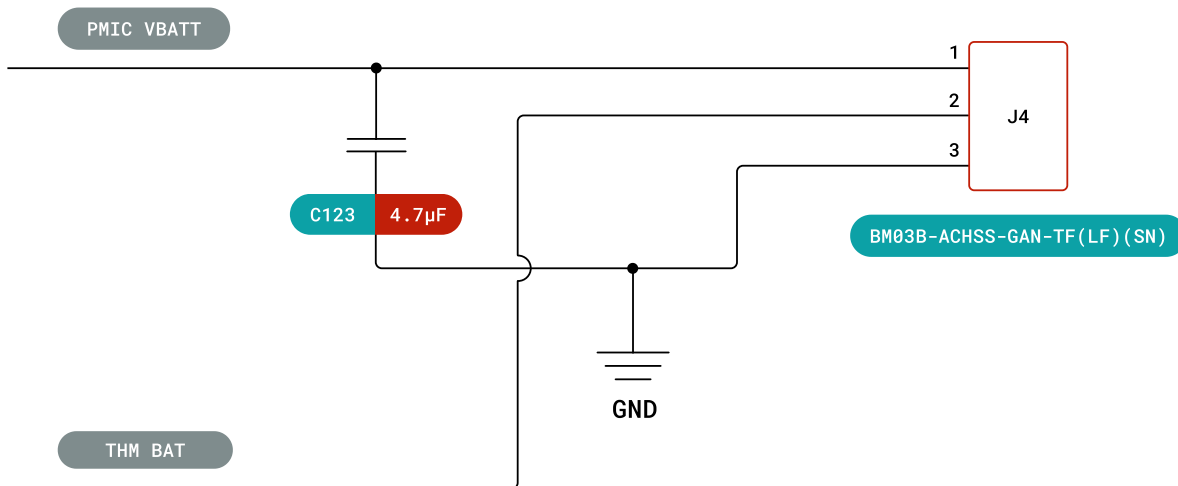 PMIC VBATT
1
2
J4
3
C123 4.7µF
BM03B-ACHSS-GAN-TF(LF)(SN)
GND
THM BAT